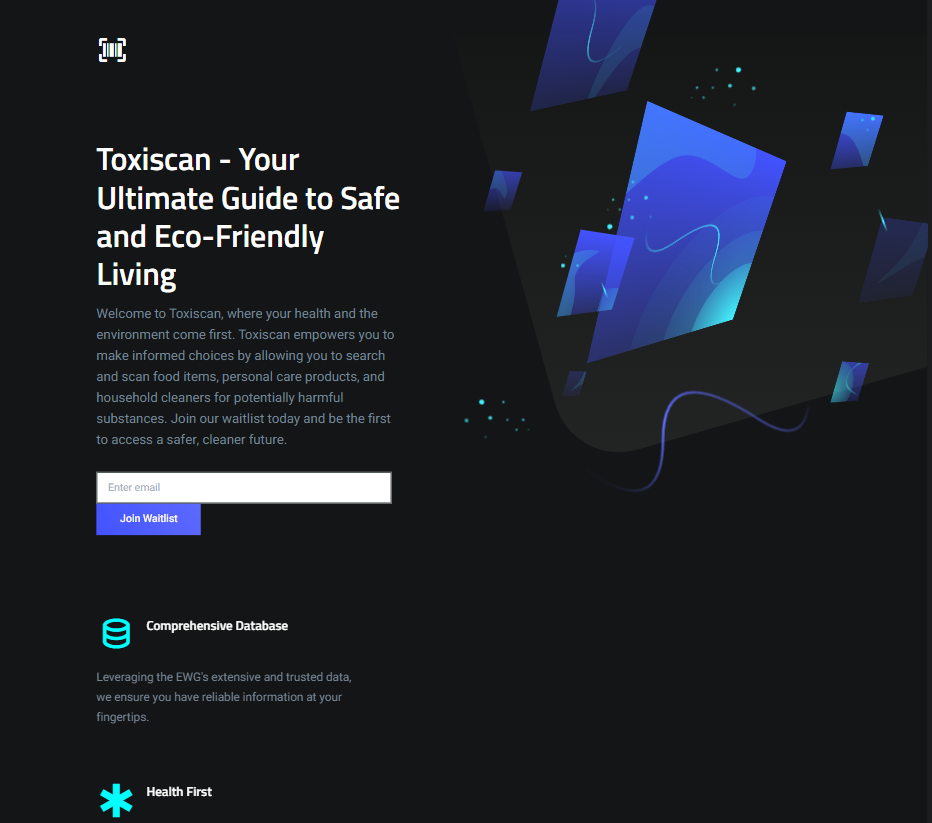 Toxiscan - Your
Ultimate Guide to Safe
and Eco-Friendly
Living
Welcome to Toxiscan, where your health and the
environment come first. Toxiscan empowers you to
make informed choices by allowing you to search
and scan food items, personal care products, and
household cleaners for potentially harmful
substances. Join our waitlist today and be the first
to access a safer, cleaner future.
Enter email
Join Waitlist
Comprehensive Database
Leveraging the EWG's extensive and trusted data,
we ensure you have reliable information at your
fingertips.
Health First